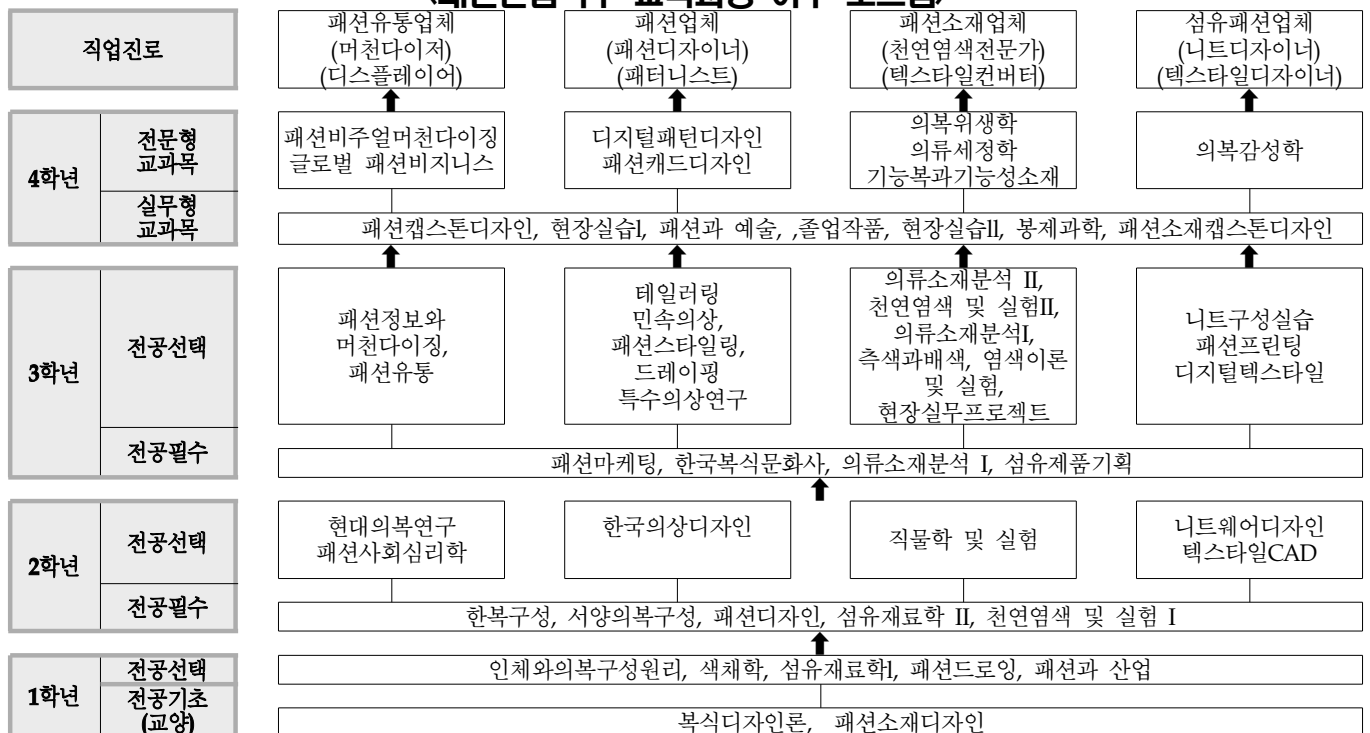 직업진로
패션유통업체
(머천다이저)
(디스플레이어)
패션업체
(패션디자이너)
(패터니스트)
패션소재업체
(천연염색전문가)
(텍스타일컨버터)
섬유패션업체
(니트디자이너)
(텍스타일디자이너)
4학년
전문형
교과목
패션비주얼머천다이징
글로벌 패션비지니스
디지털패턴디자인
패션캐드디자인
의복위생학
의류세정학
기능복과기능성소재
의복감성학
실무형
교과목
패션캡스톤디자인, 현장실습I, 패션과 예술, ,졸업작품, 현장실습II, 봉제과학, 패션소재캡스톤디자인
3학년
전공선택
패션정보와
머천다이징,
패션유통
테일러링
민속의상,
패션스타일링,
드레이핑
특수의상연구
의류소재분석 II,
천연염색 및 실험II,
의류소재분석I,
측색과배색, 염색이론
및 실험,
현장실무프로젝트
니트구성실습
패션프린팅
디지털텍스타일
전공필수
패션마케팅, 한국복식문화사, 의류소재분석 I, 섬유제품기획
2학년
전공선택
현대의복연구
패션사회심리학
한국의상디자인
직물학 및 실험
니트웨어디자인
텍스타일CAD
전공필수
한복구성, 서양의복구성, 패션디자인, 섬유재료학 II, 천연염색 및 실험 I
1학년
전공선택
인체와의복구성원리, 색채학, 섬유재료학I, 패션드로잉, 패션과 산업
전공기초
(교양)
복식디자인론, 패션소재디자인